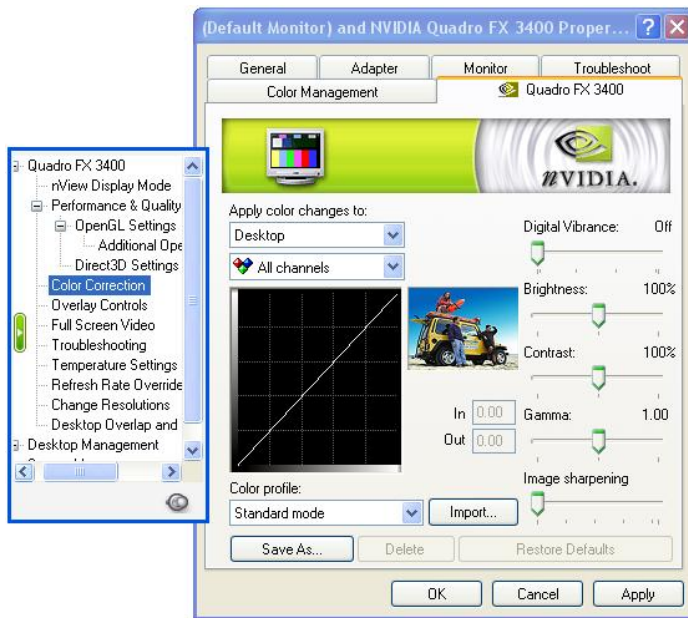 (Default Monitor) and NVIDIA Quadro FX 3400 Proper...
General Adapter Monitor Troubleshoot
Color Management Quadro FX 3400
nVIDIA.
Quadro FX 3400
nView Display Mode
Performance & Quality
OpenGL Settings
Additional Ope
Direct3D Settings
Color Correction
Overlay Controls
Full Screen Video
Troubleshooting
Temperature Settings
Refresh Rate Override
Change Resolutions
Desktop Overlap and
Desktop Management
Apply color changes to:
Desktop
All channels
In 0.00
Out 0.00
Digital Vibrance: Off
Brightness: 100%
Contrast: 100%
Gamma: 1.00
Image sharpening
Color profile:
Standard mode
Import...
Save As... Delete Restore Defaults
OK Cancel Apply